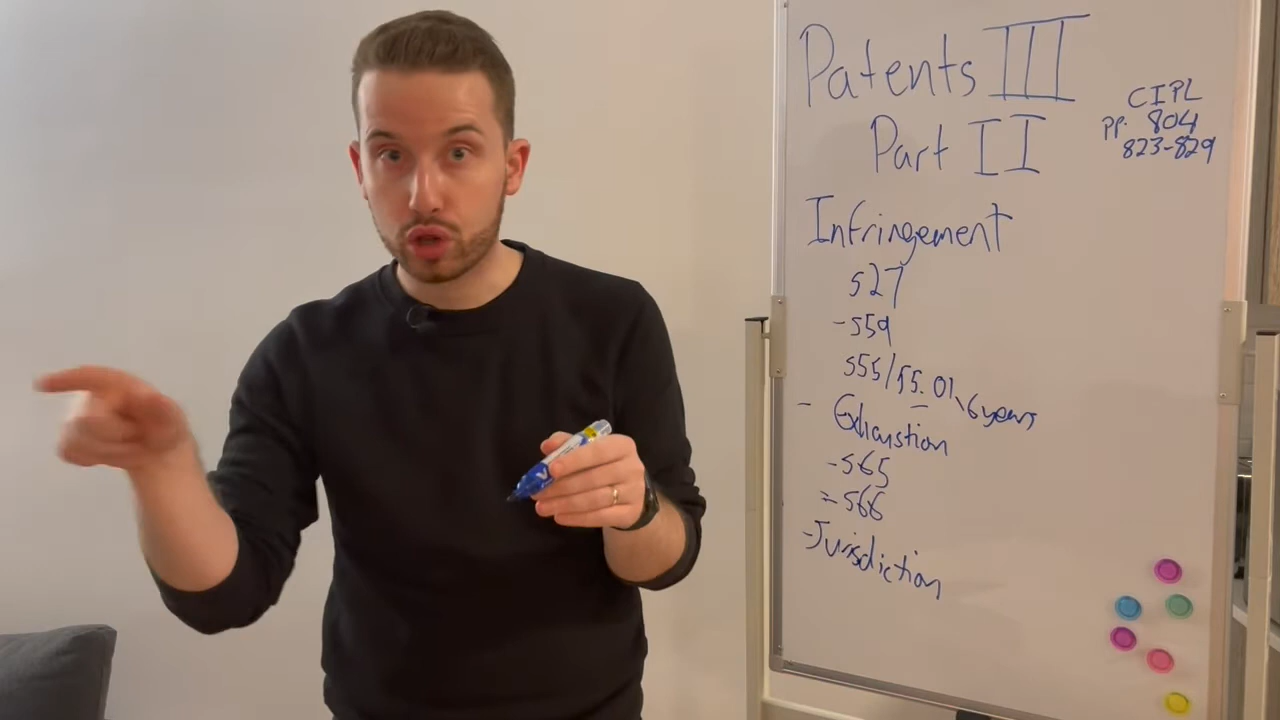 Patents III
Part II
CIPL
pp. 804
823-829
Infringement
s27
-s59
s55/55.01, 6 years
- Exhaustion
-s65
-s66
-Jurisdiction